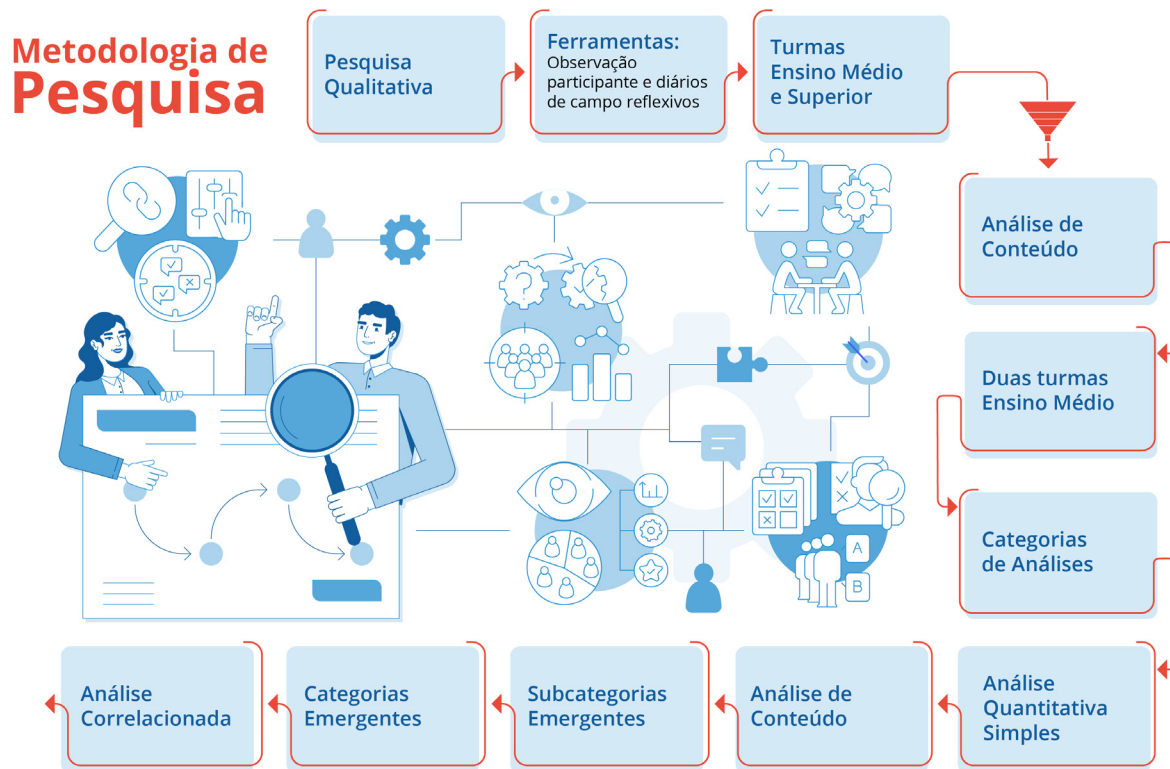 Metodologia de
Pesquisa
Pesquisa
Qualitativa
Ferramentas:
Observação
participante e diários
de campo reflexivos
Turmas
Ensino Médio
e Superior
Análise de
Conteúdo
Duas turmas
Ensino Médio
Categorias
de Análises
Análise
Quantitativa
Simples
Análise de
Conteúdo
Subcategorias
Emergentes
Categorias
Emergentes
Análise
Correlacionada
?
A
B